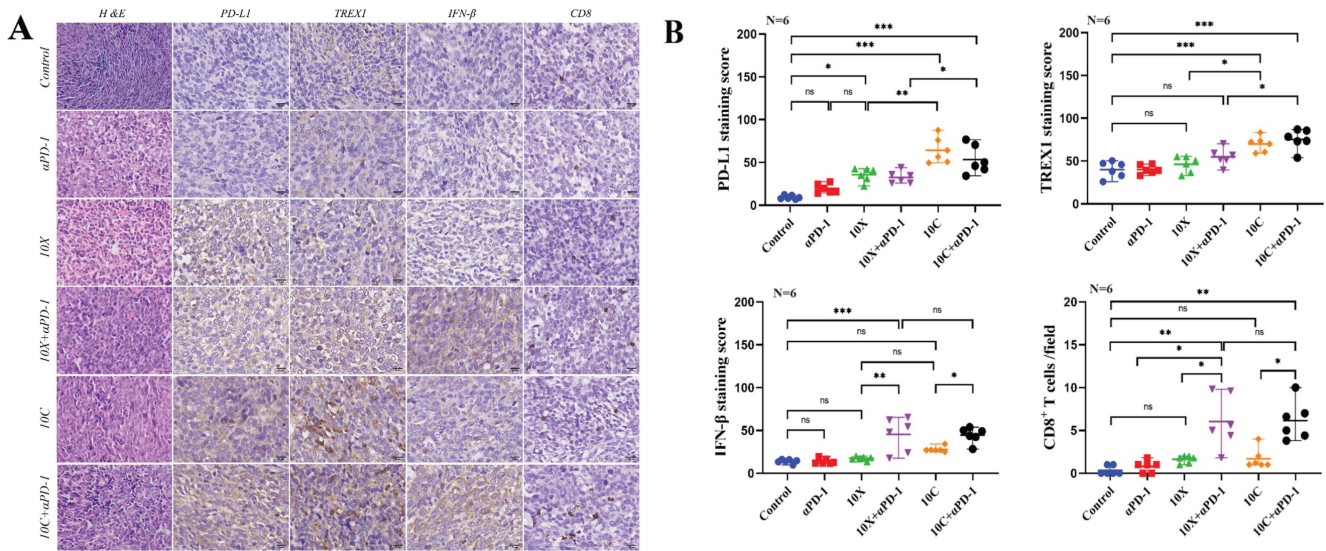 A
H &E PD-L1 TREX1 IFN-β CD8
Control
αPD-1
10X
10X+αPD-1
10C
10C+αPD-1
B
N=6
PD-L1 staining score
200
150
100
50
0
***
***
* *
ns ns **
Control αPD-1 10X 10X+αPD-1 10C 10C+αPD-1
N=6
TREX1 staining score
200
150
100
50
0
***
***
*
ns *
ns
Control αPD-1 10X 10X+αPD-1 10C 10C+αPD-1
N=6
IFN-β staining score
200
150
100
50
0
*** ns
ns
ns
** *
ns
ns
Control αPD-1 10X 10X+αPD-1 10C 10C+αPD-1
N=6
CD8+ T cells /field
20
15
10
5
0
**
ns
** ns
*
* *
ns
Control αPD-1 10X 10X+αPD-1 10C 10C+αPD-1